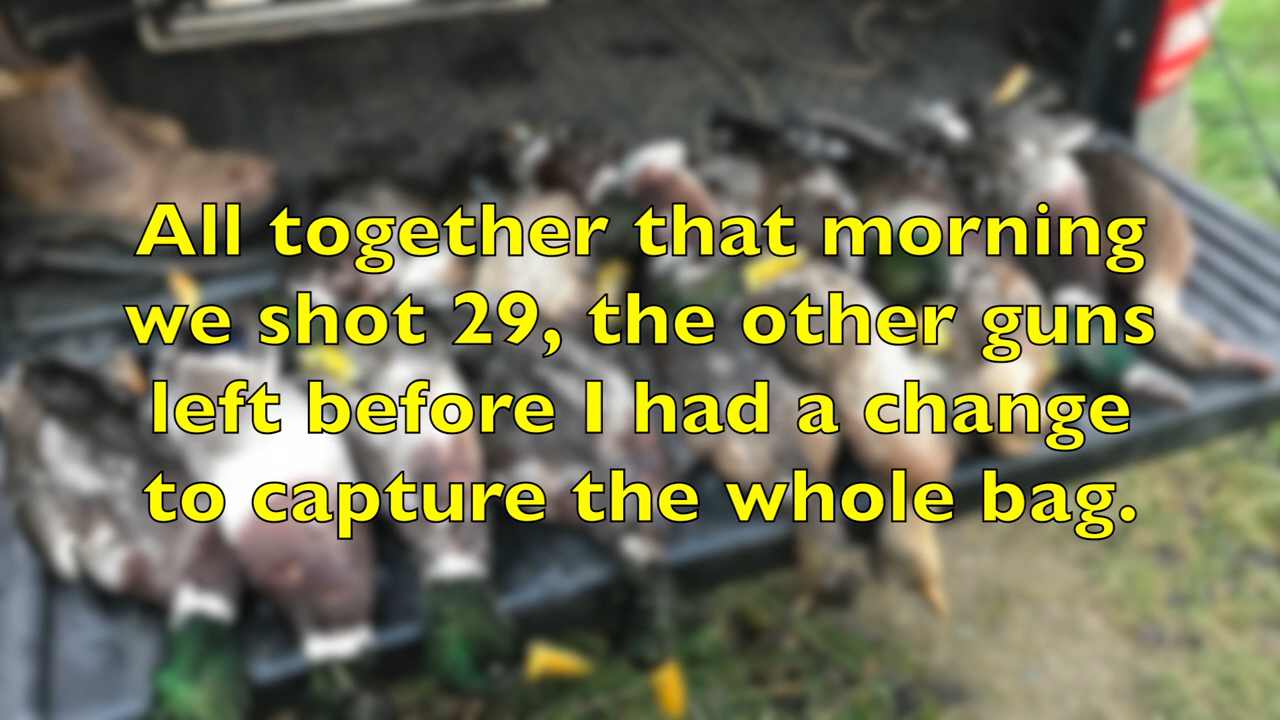 All together that morning
we shot 29, the other guns
left before I had a change
to capture the whole bag.